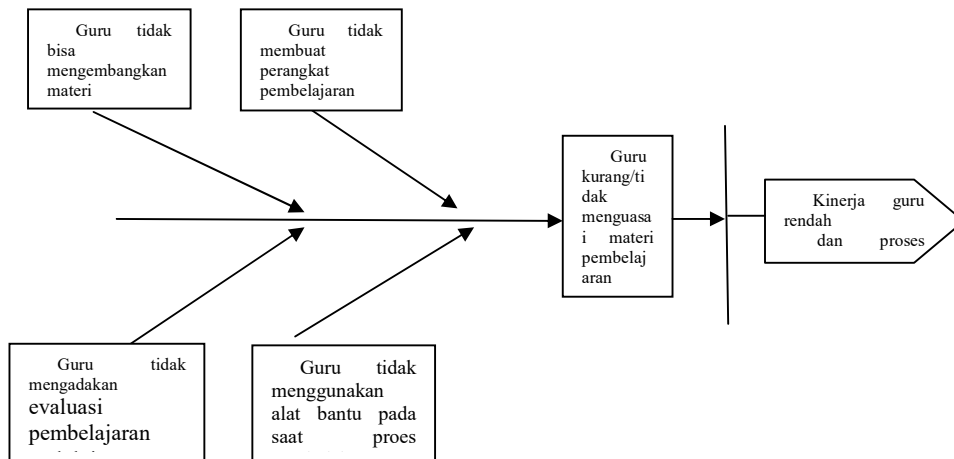 Guru tidak
bisa
mengembangkan
materi
Guru tidak
membuat
perangkat
pembelajaran
Guru
kurang/ti
dak
menguasa
i materi
pembelaj
aran
Kinerja guru
rendah
dan proses
Guru tidak
mengadakan
evaluasi
pembelajaran
Guru tidak
menggunakan
alat bantu pada
saat proes